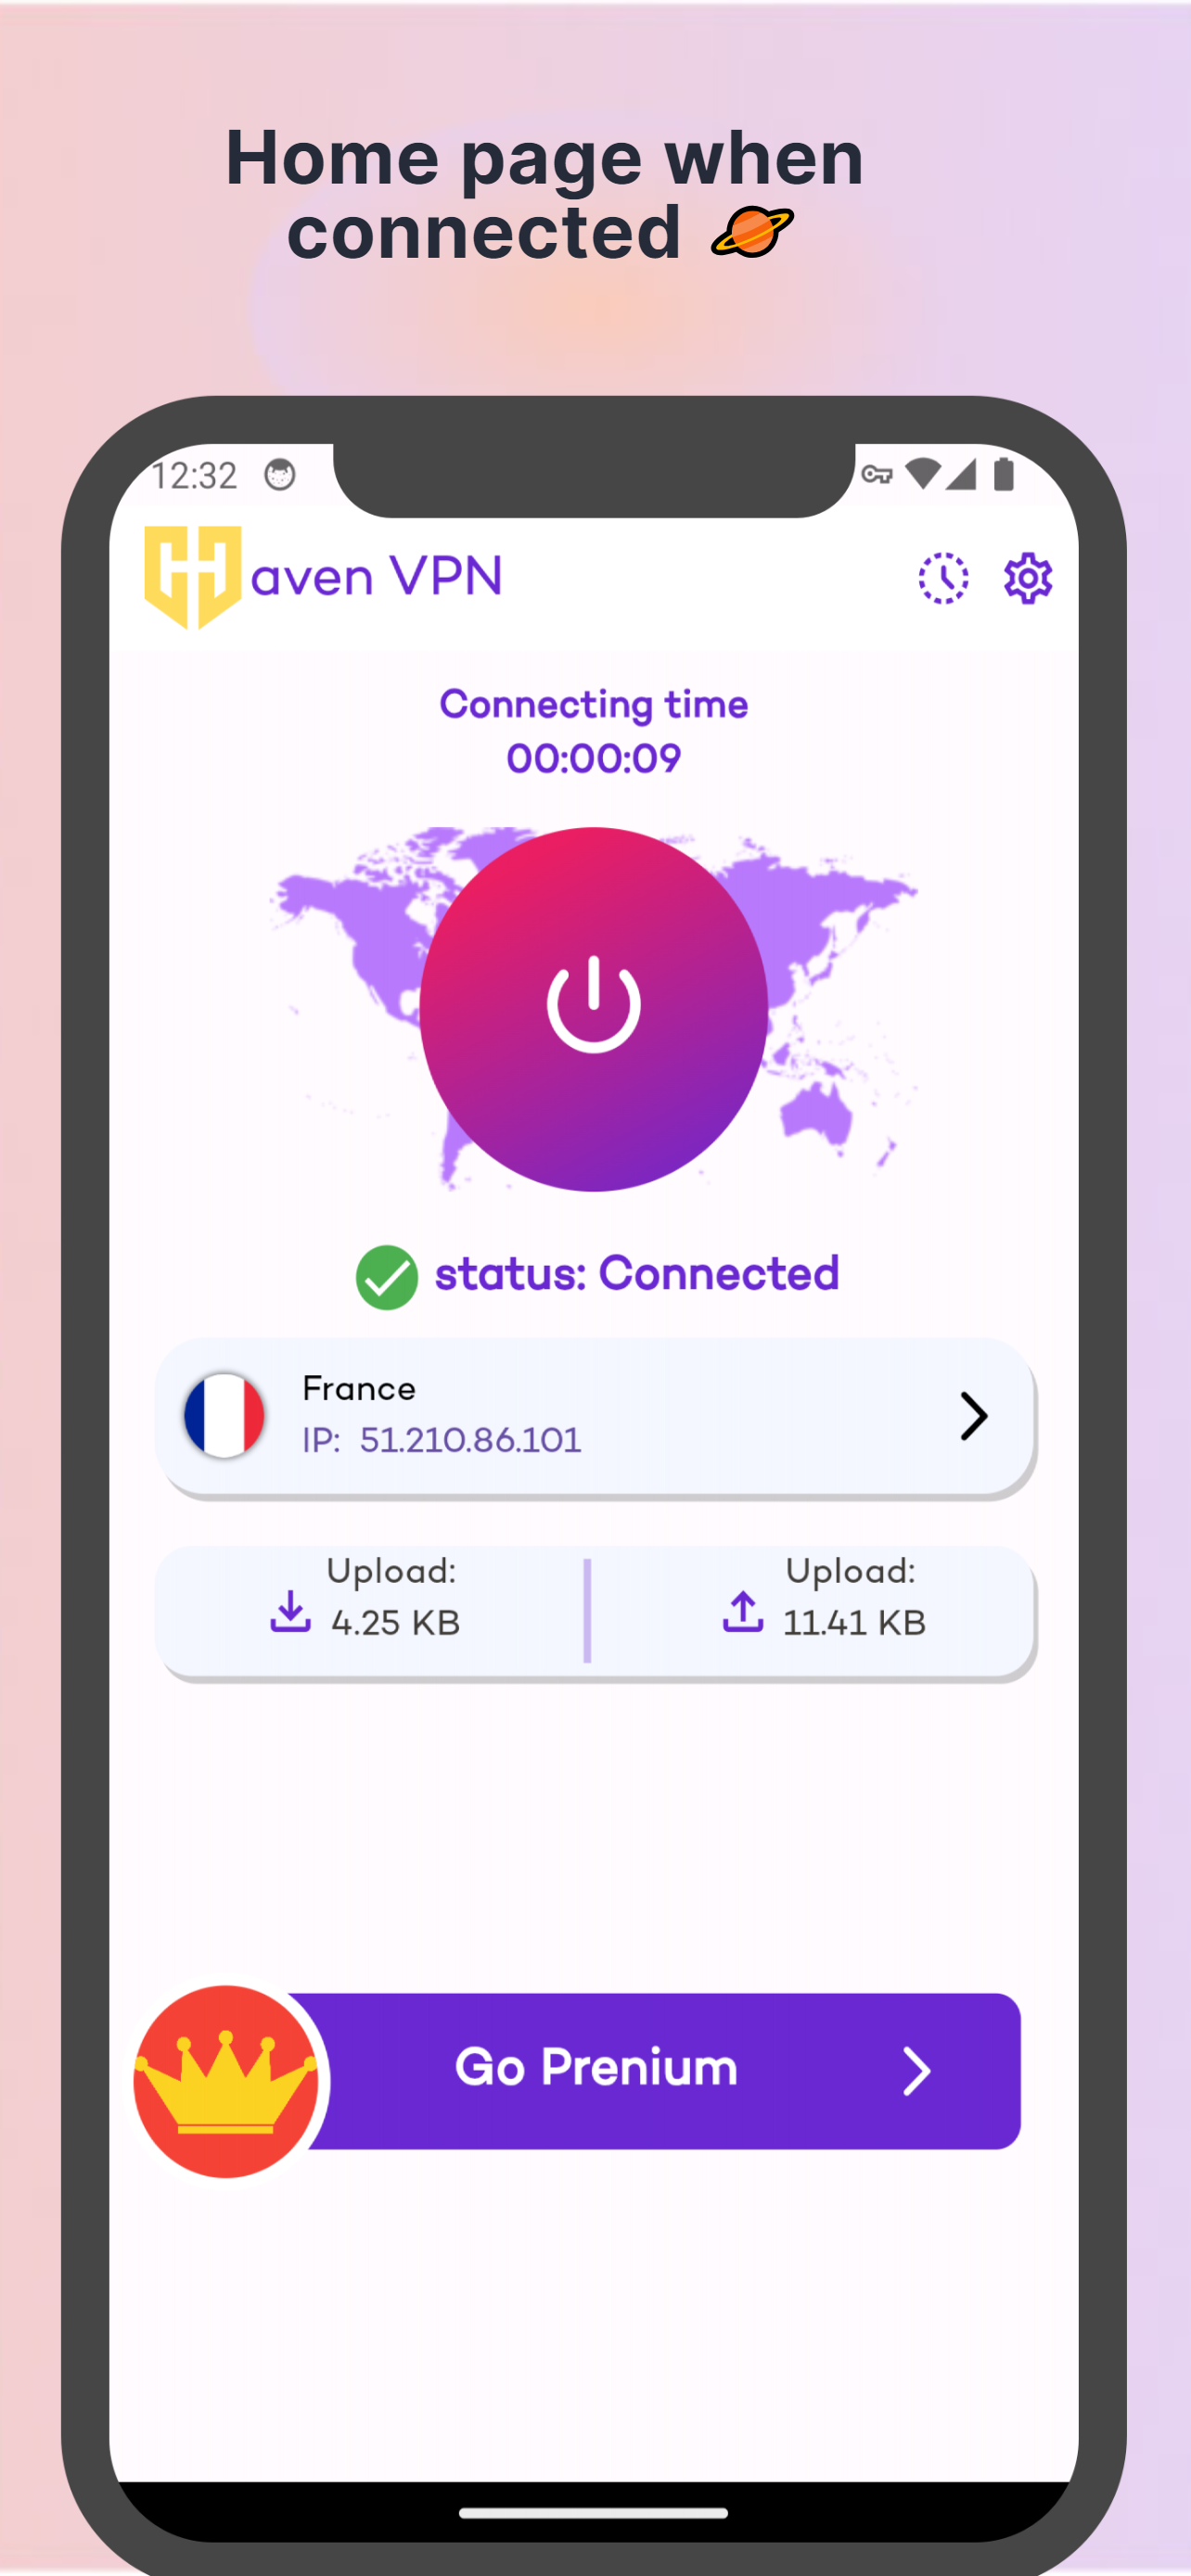 Home page when
connected 🪐
12:32
Haven VPN
Connecting time
00:00:09
status: Connected
France
IP: 51.210.86.101
Upload: Upload:
4.25 KB 11.41 KB
Go Prenium